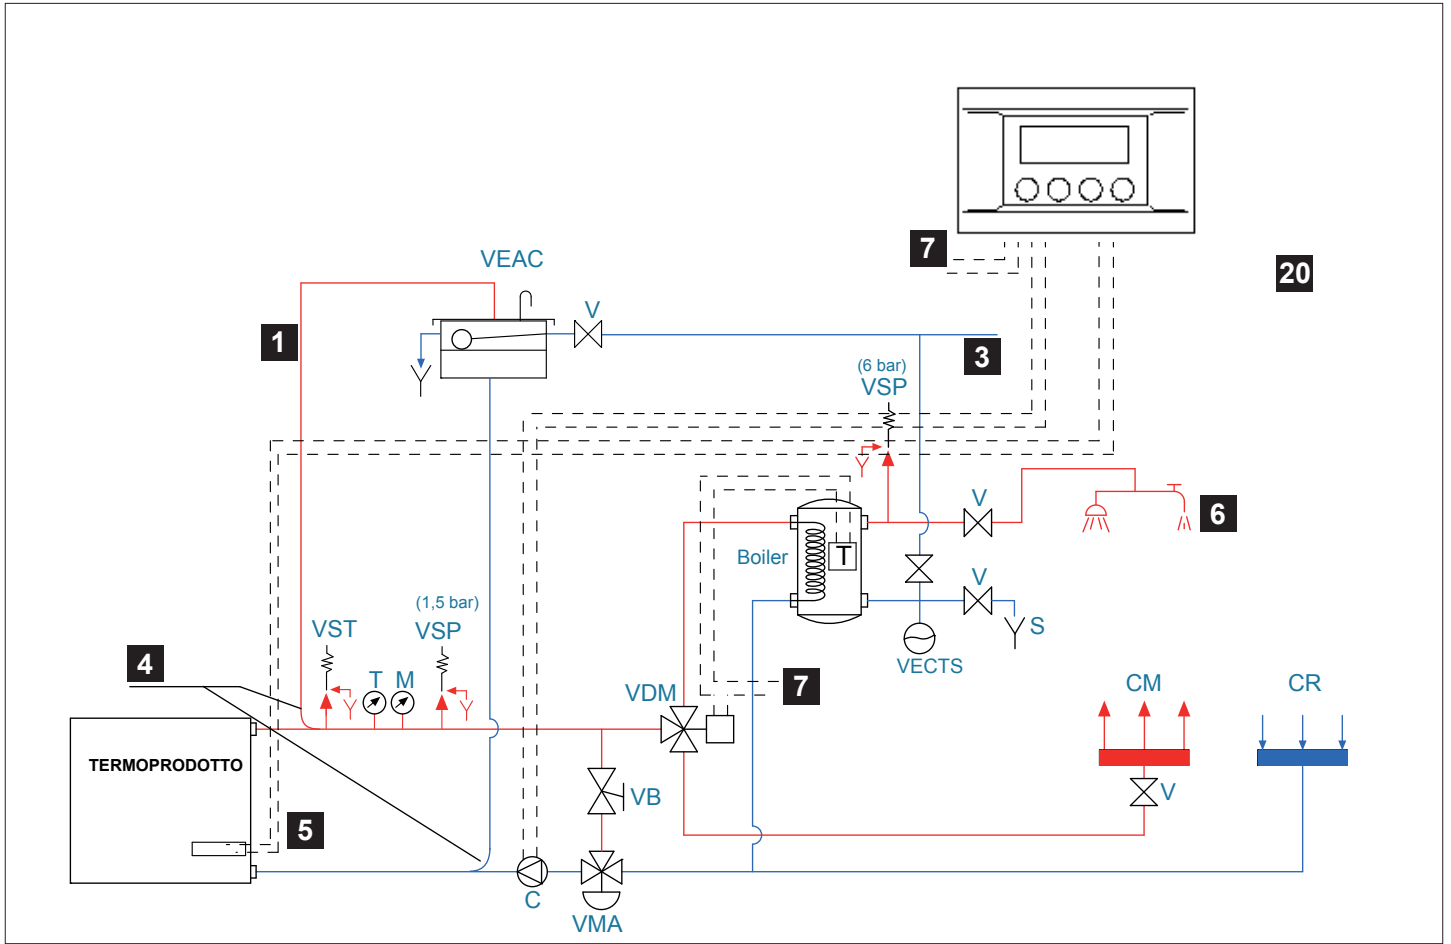 7
20
VEAC
V
1
3
(6 bar)
VSP
V
6
Boiler
T
V
S
VECTS
(1,5 bar)
VST
VSP
4
T
M
VDM
7
CM
CR
TERMOPRODOTTO
VB
V
5
C
VMA